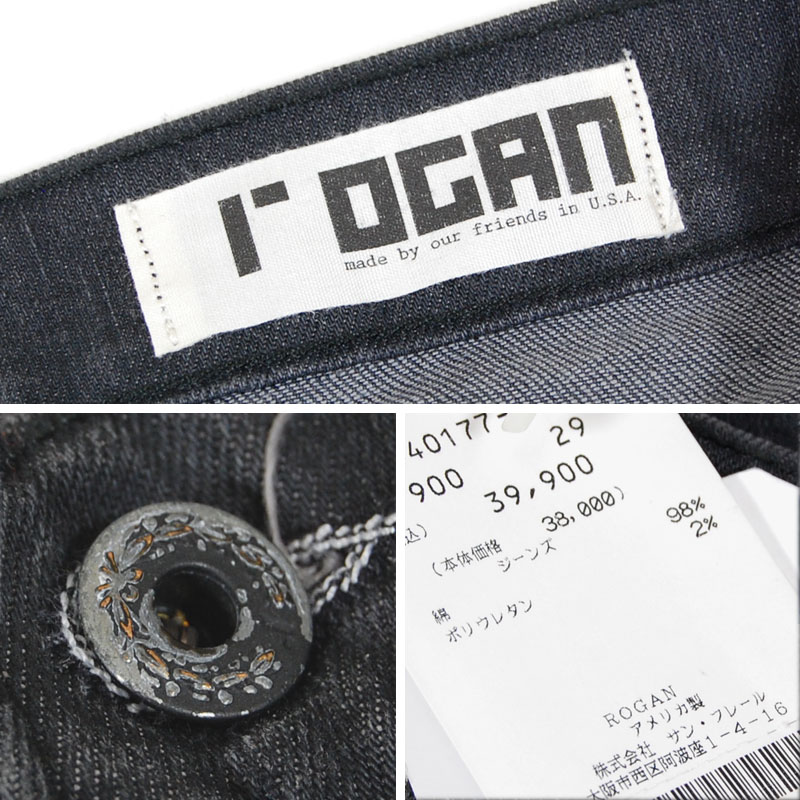 rOGAN
made by our friends in U.S.A.
40177-
29
900
39,900
込)
(本体価格
38,000)
ジーンズ
98%
2%
綿
ポリウレタン
ROGAN
アメリカ製
株式会社 サン・フレール
大阪市西区阿波座1-4-16